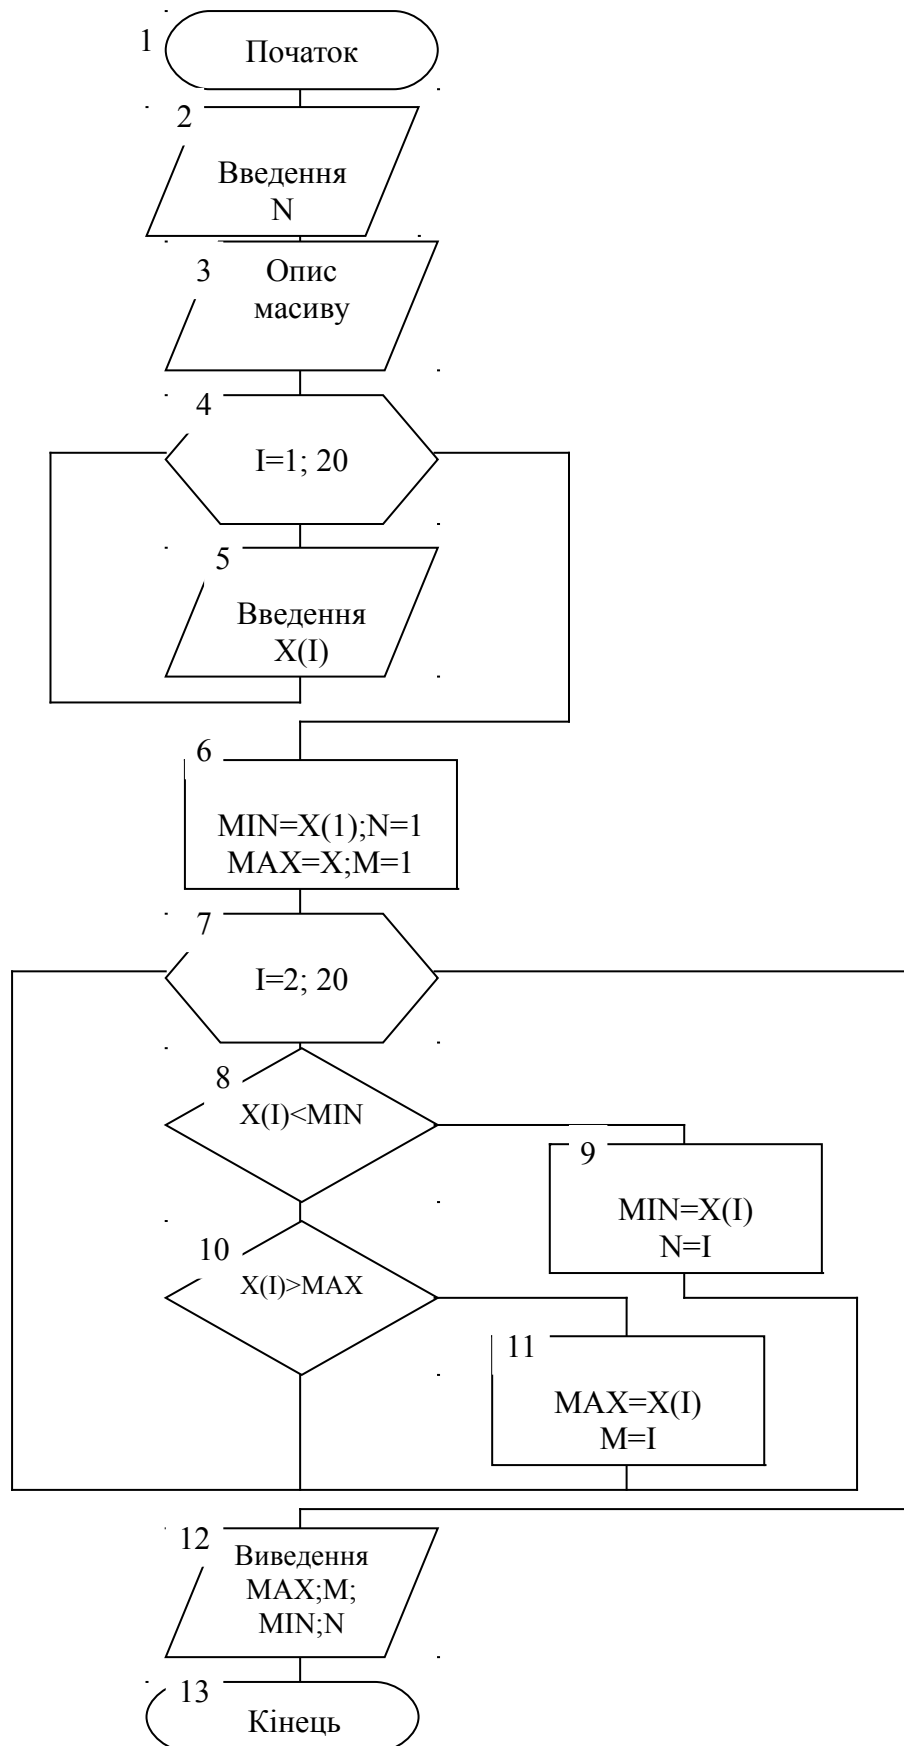 1
Початок
2
Введення
N
3
Опис
масиву
4
I=1; 20
5
Введення
X(I)
6
MIN=X(1);N=1
MAX=X;M=1
7
I=2; 20
8
X(I)<MIN
9
MIN=X(I)
N=I
10
X(I)>MAX
11
MAX=X(I)
M=I
12
Виведення
MAX;M;
MIN;N
13
Кінець